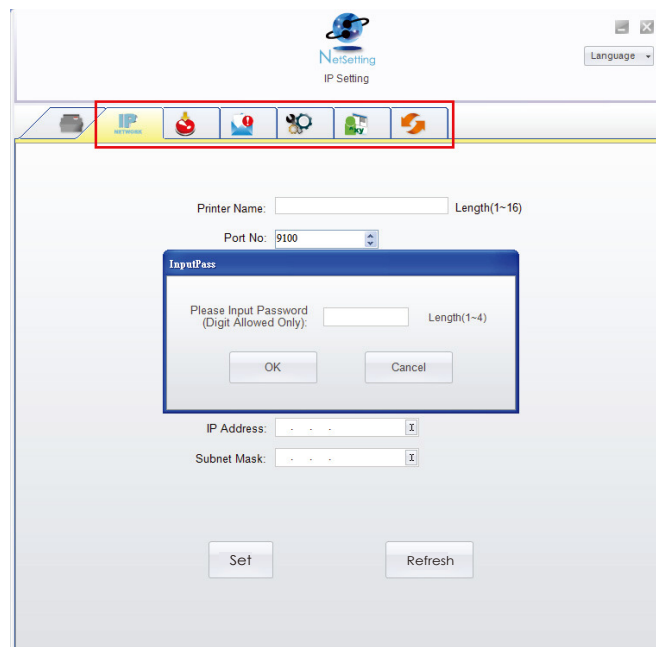 NetSetting
IP Setting
Language
IP
NETWORK
Printer Name: Length(1~16)
Port No: 9100
InputPass
Please Input Password
(Digit Allowed Only): Length(1~4)
OK Cancel
IP Address: . . . I
Subnet Mask: . . . I
Set Refresh